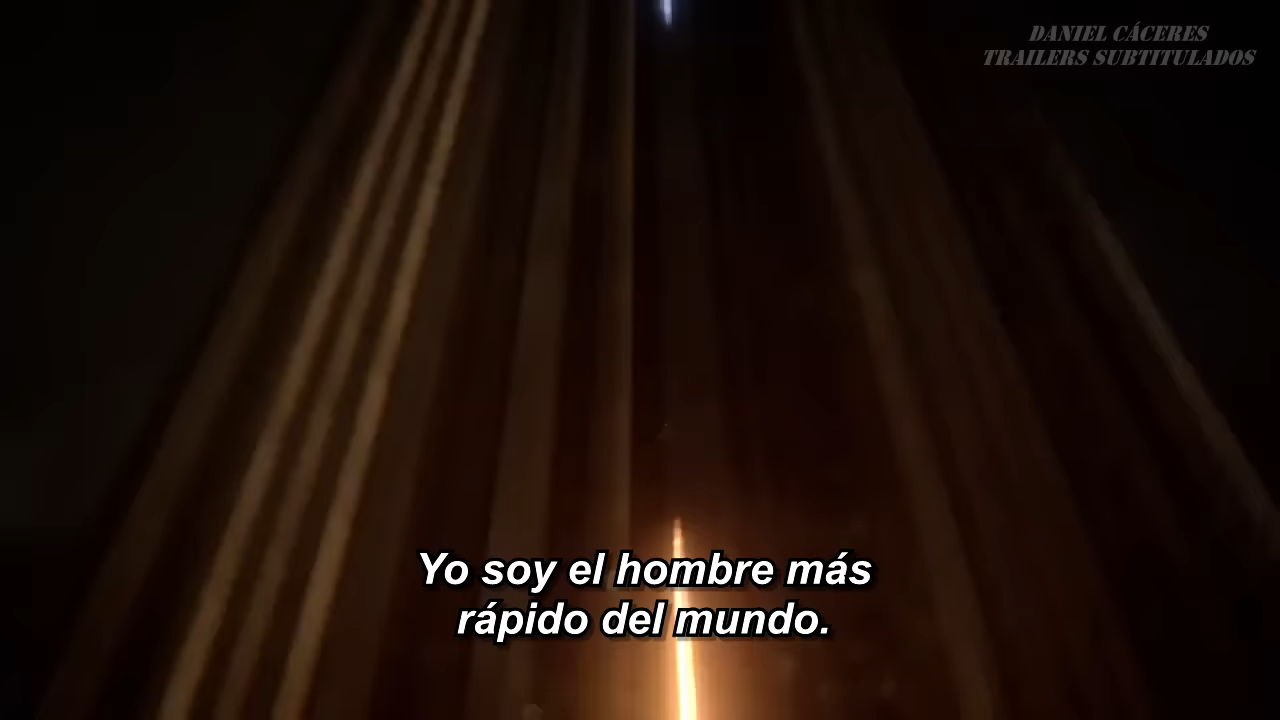 DANIEL CÁCERES
TRAILERS SUBTITULADOS
Yo soy el hombre más
rápido del mundo.